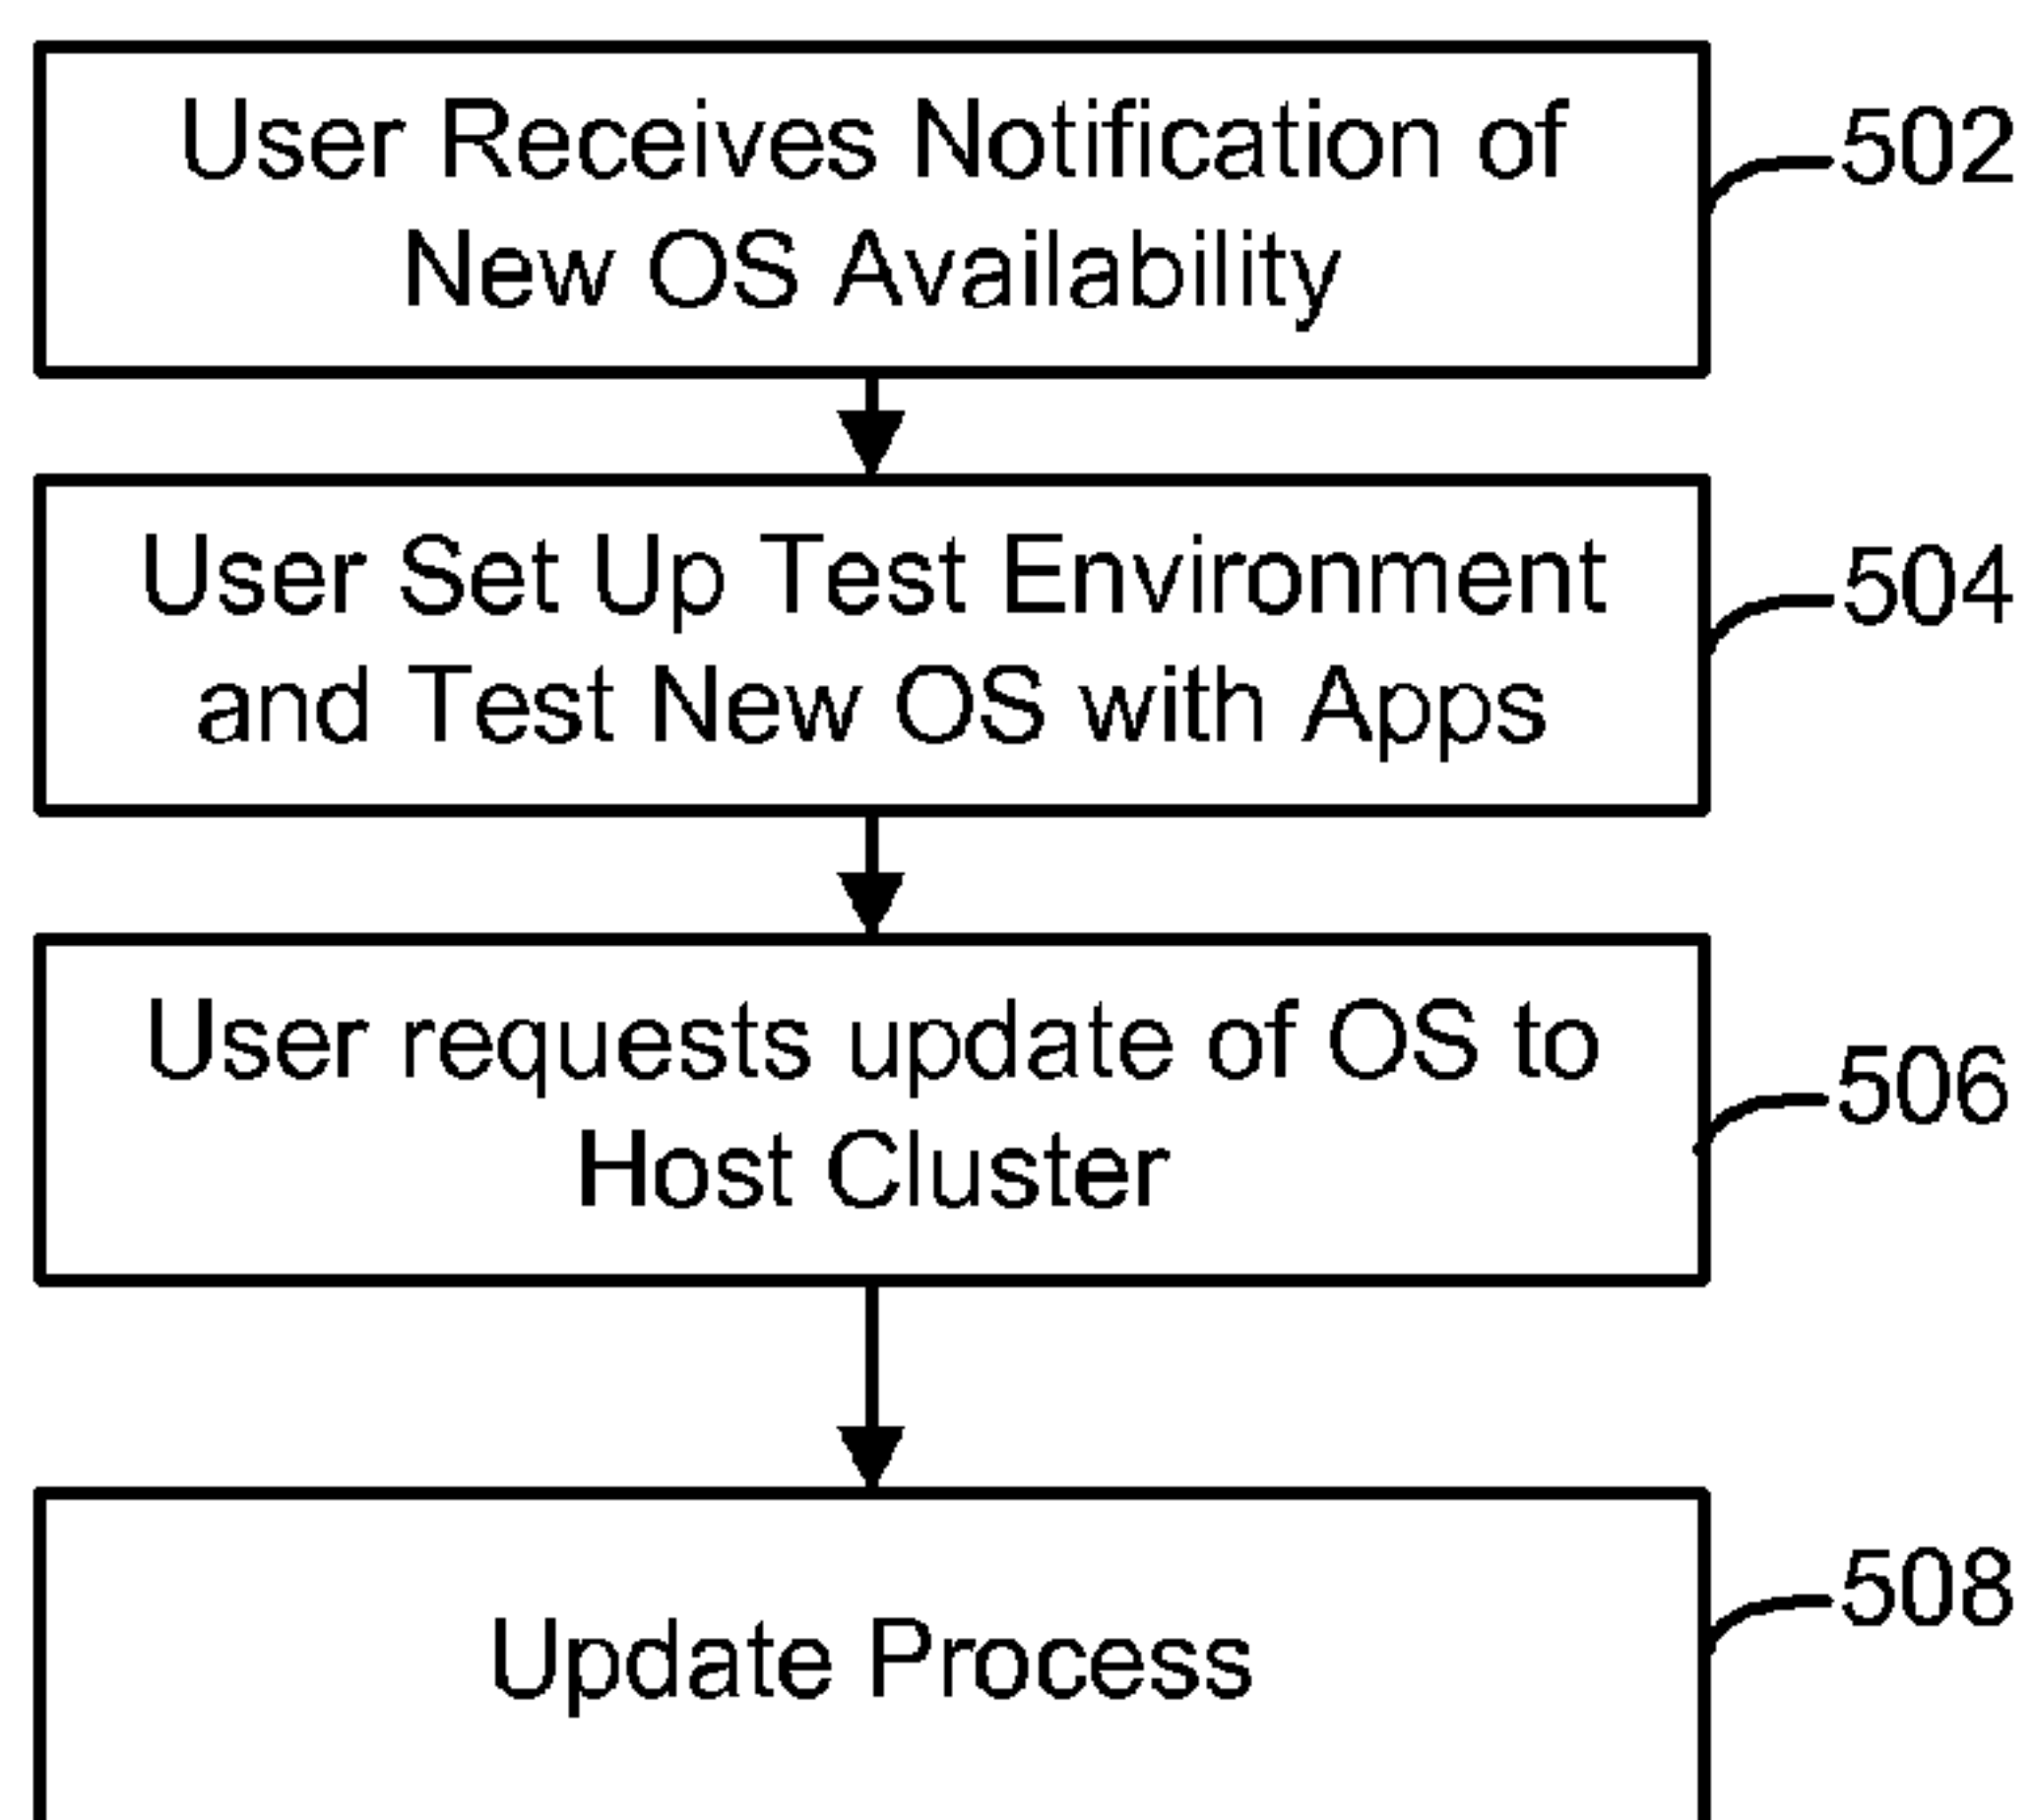 User Receives Notification of
New OS Availability
502
User Set Up Test Environment
and Test New OS with Apps
504
User requests update of OS to
Host Cluster
506
Update Process
508